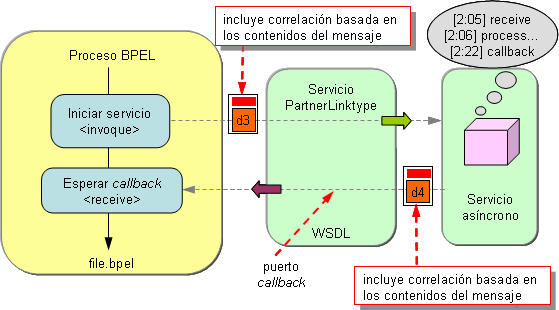 incluye correlación basada en
los contenidos del mensaje
[2:05] receive
[2:06] process...
[2:22] callback
Proceso BPEL
Iniciar servicio
<invoque>
d3
Servicio
PartnerLinktype
Esperar callback
<receive>
d4
Servicio
asíncrono
WSDL
file.bpel
puerto
callback
incluye correlación basada en
los contenidos del mensaje